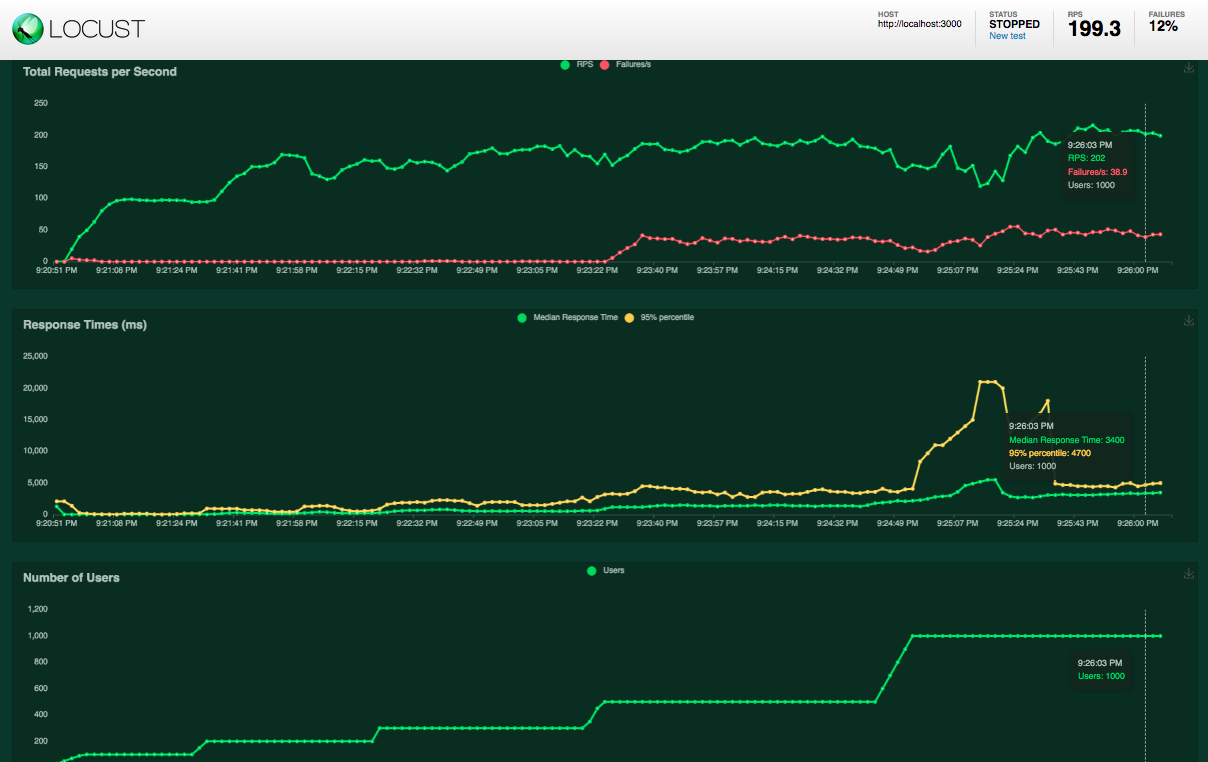 LOCUST
HOST
http://localhost:3000
STATUS
STOPPED
New test
RPS
199.3
FAILURES
12%
Total Requests per Second
RPS Failures/s
250
200
150
100
50
0
9:26:03 PM
RPS: 202
Failures/s: 38.9
Users: 1000
9:20:51 PM 9:21:08 PM 9:21:24 PM 9:21:41 PM 9:21:58 PM 9:22:15 PM 9:22:32 PM 9:22:49 PM 9:23:05 PM 9:23:22 PM 9:23:40 PM 9:23:57 PM 9:24:15 PM 9:24:32 PM 9:24:49 PM 9:25:07 PM 9:25:24 PM 9:25:43 PM 9:26:00 PM
Response Times (ms)
Median Response Time 95% percentile
25,000
20,000
15,000
10,000
5,000
0
9:26:03 PM
Median Response Time: 3400
95% percentile: 4700
Users: 1000
9:20:51 PM 9:21:08 PM 9:21:24 PM 9:21:41 PM 9:21:58 PM 9:22:15 PM 9:22:32 PM 9:22:49 PM 9:23:05 PM 9:23:22 PM 9:23:40 PM 9:23:57 PM 9:24:15 PM 9:24:32 PM 9:24:49 PM 9:25:07 PM 9:25:24 PM 9:25:43 PM 9:26:00 PM
Number of Users
Users
1,200
1,000
800
600
400
200
9:26:03 PM
Users: 1000